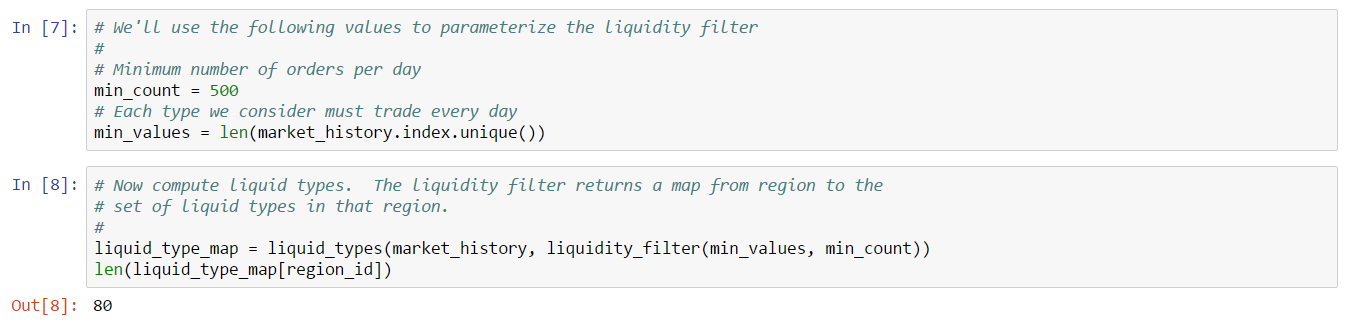 In [7]: # We'll use the following values to parameterize the liquidity filter
#
# Minimum number of orders per day
min_count = 500
# Each type we consider must trade every day
min_values = len(market_history.index.unique())
In [8]: # Now compute liquid types.  The liquidity filter returns a map from region to the
# set of liquid types in that region.
#
liquid_type_map = liquid_types(market_history, liquidity_filter(min_values, min_count))
len(liquid_type_map[region_id])
Out[8]: 80